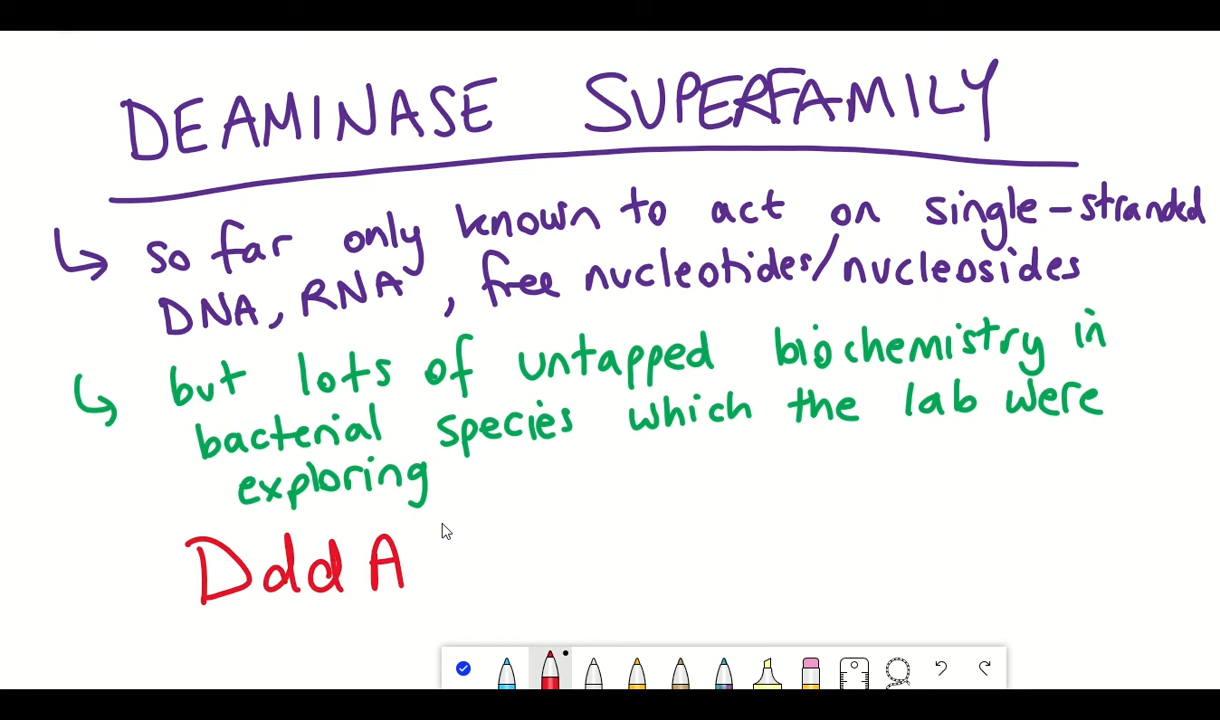 DEAMINASE SUPERFAMILY
so far only known to act on single-stranded
DNA, RNA, free nucleotides/nucleosides
but lots of untapped biochemistry in
bacterial species which the lab were
exploring
DddA